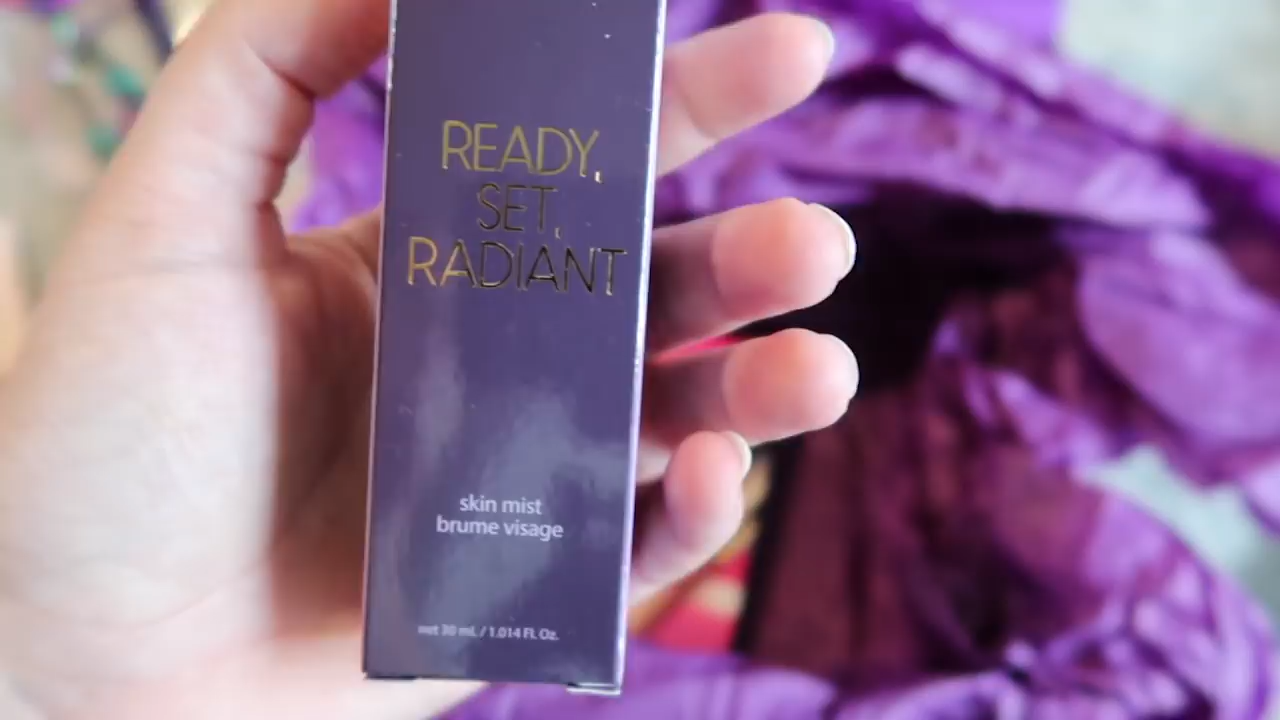 READY,
SET,
RADIANT
skin mist
brume visage
net 30 mL / 1.014 Fl. Oz.